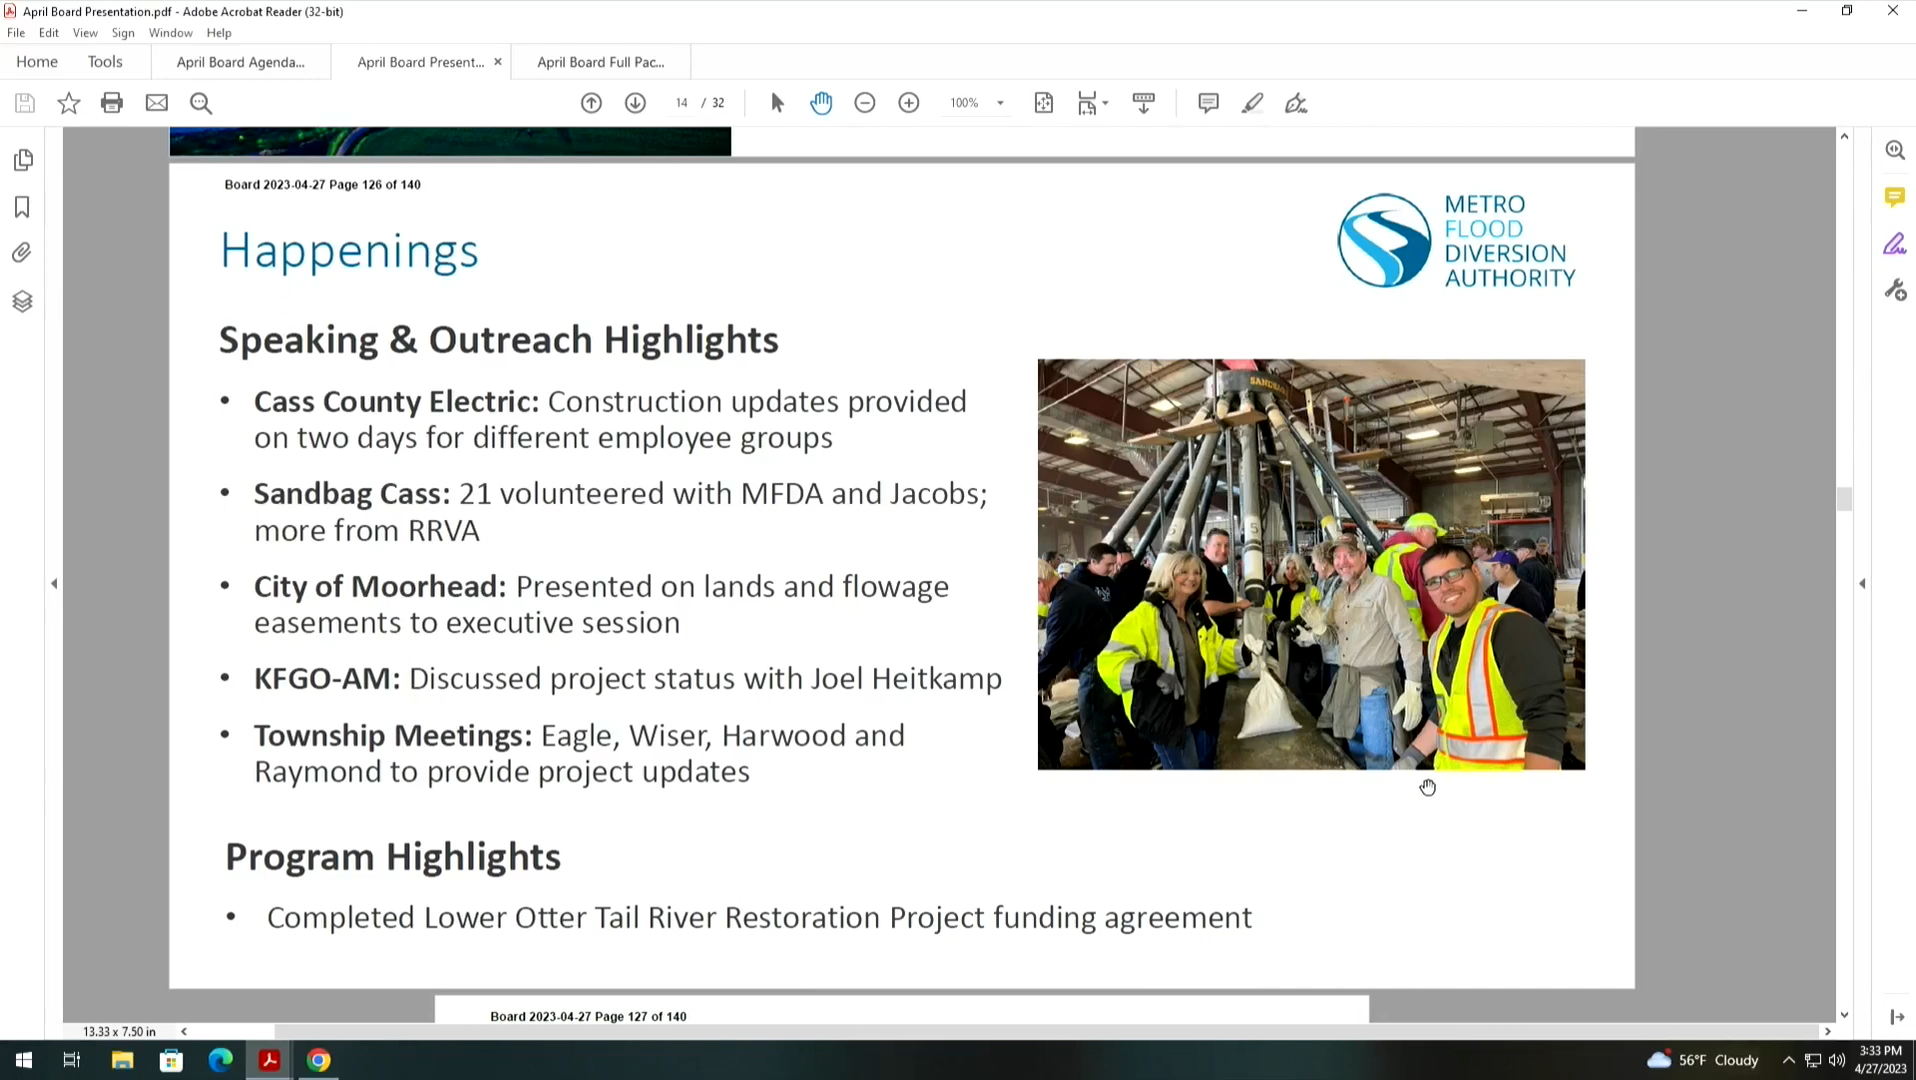 April Board Presentation.pdf - Adobe Acrobat Reader (32-bit)
File Edit View Sign Window Help
Home Tools April Board Agenda... April Board Present... × April Board Full Pac...
14 / 32 100%
Board 2023-04-27 Page 126 of 140
METRO
FLOOD
DIVERSION
AUTHORITY
Happenings
Speaking & Outreach Highlights
• Cass County Electric: Construction updates provided
on two days for different employee groups
• Sandbag Cass: 21 volunteered with MFDA and Jacobs;
more from RRVA
• City of Moorhead: Presented on lands and flowage
easements to executive session
• KFGO-AM: Discussed project status with Joel Heitkamp
• Township Meetings: Eagle, Wiser, Harwood and
Raymond to provide project updates
5
Program Highlights
• Completed Lower Otter Tail River Restoration Project funding agreement
Board 2023-04-27 Page 127 of 140
13.33 x 7.50 in
56°F Cloudy
3:33 PM
4/27/2023